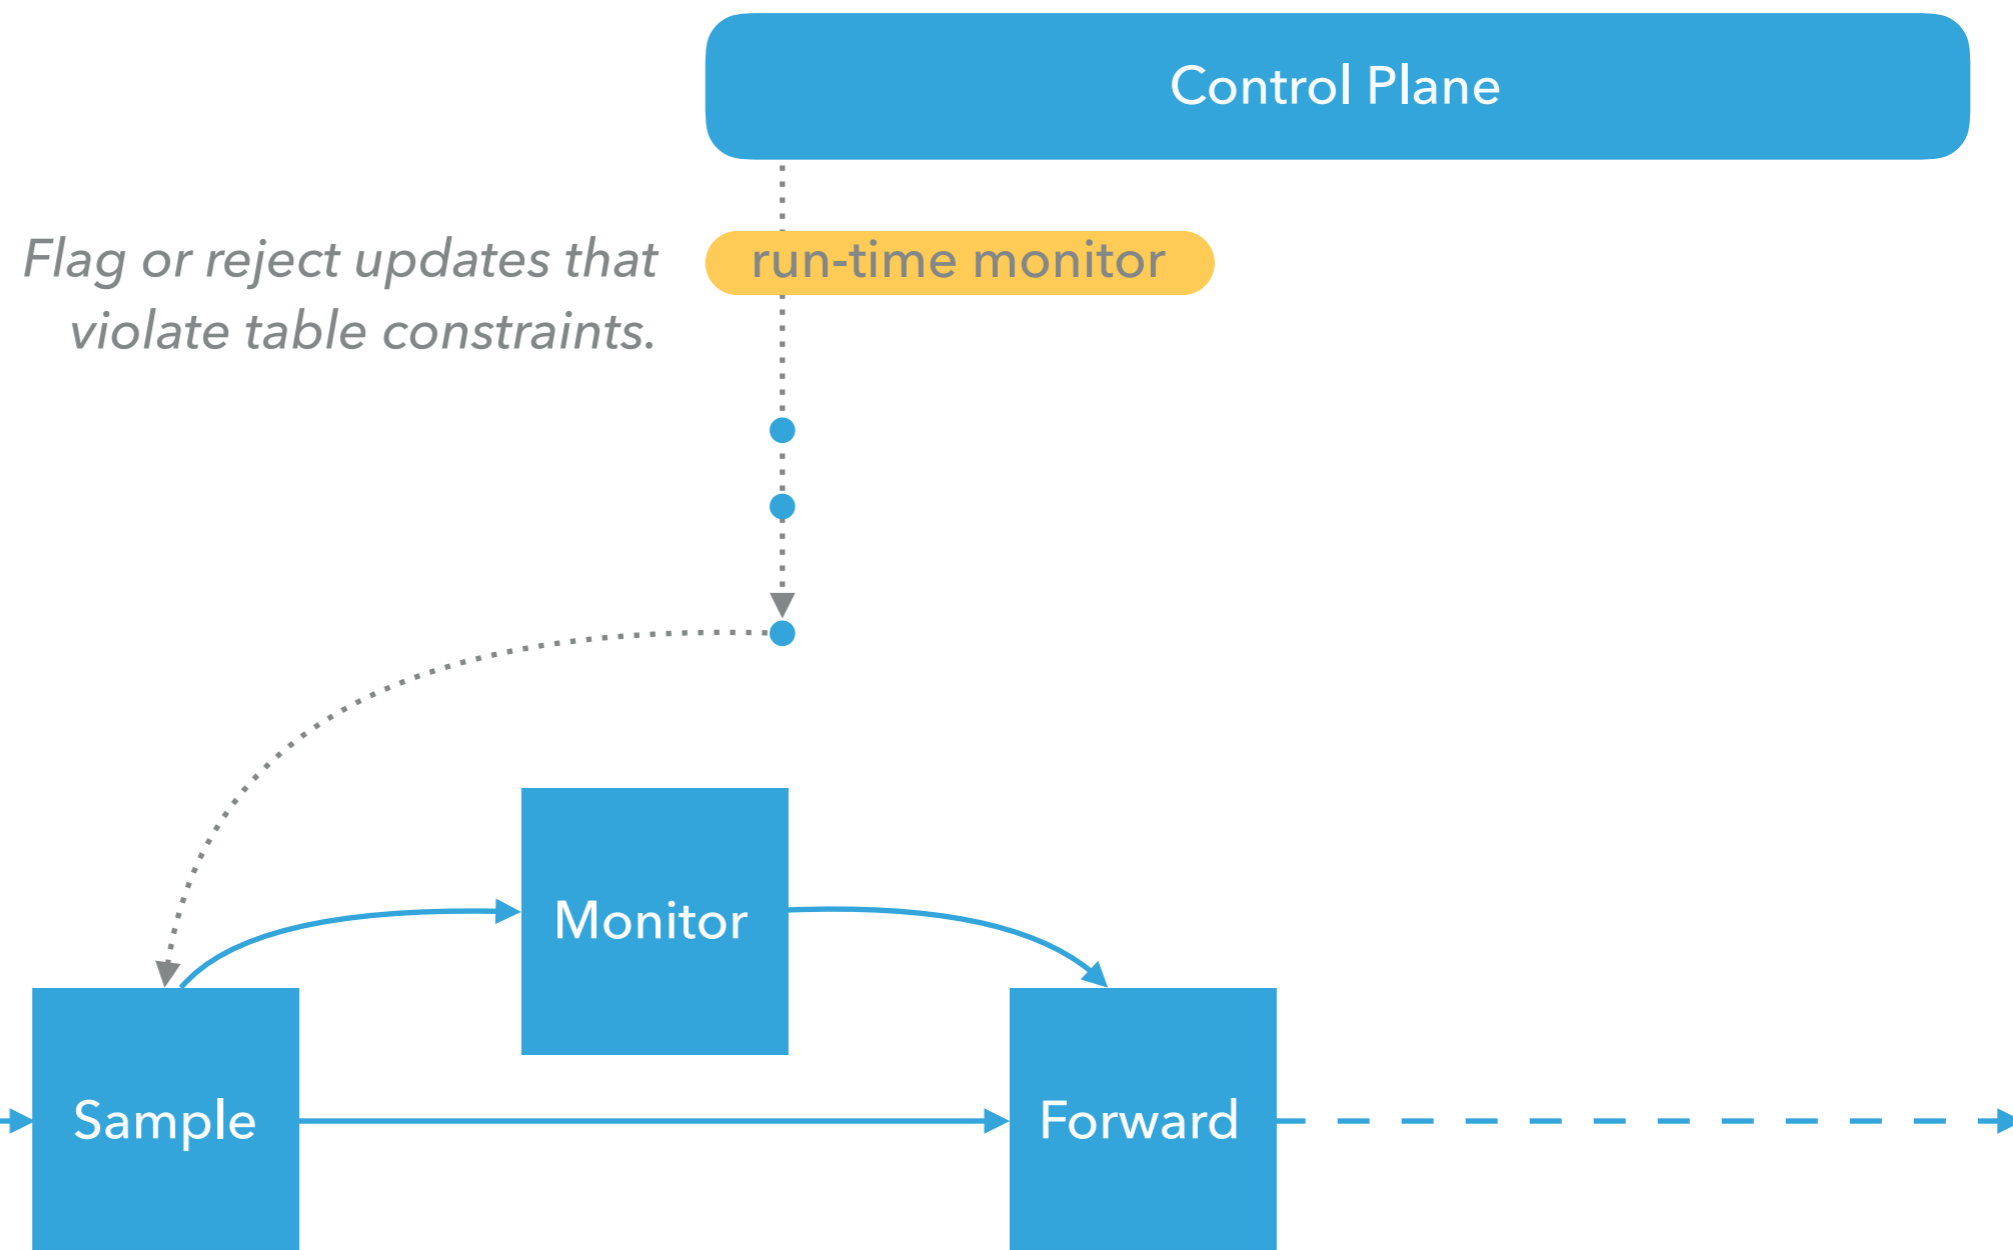 Control Plane
Flag or reject updates that
violate table constraints.
run-time monitor
Monitor
Sample
Forward